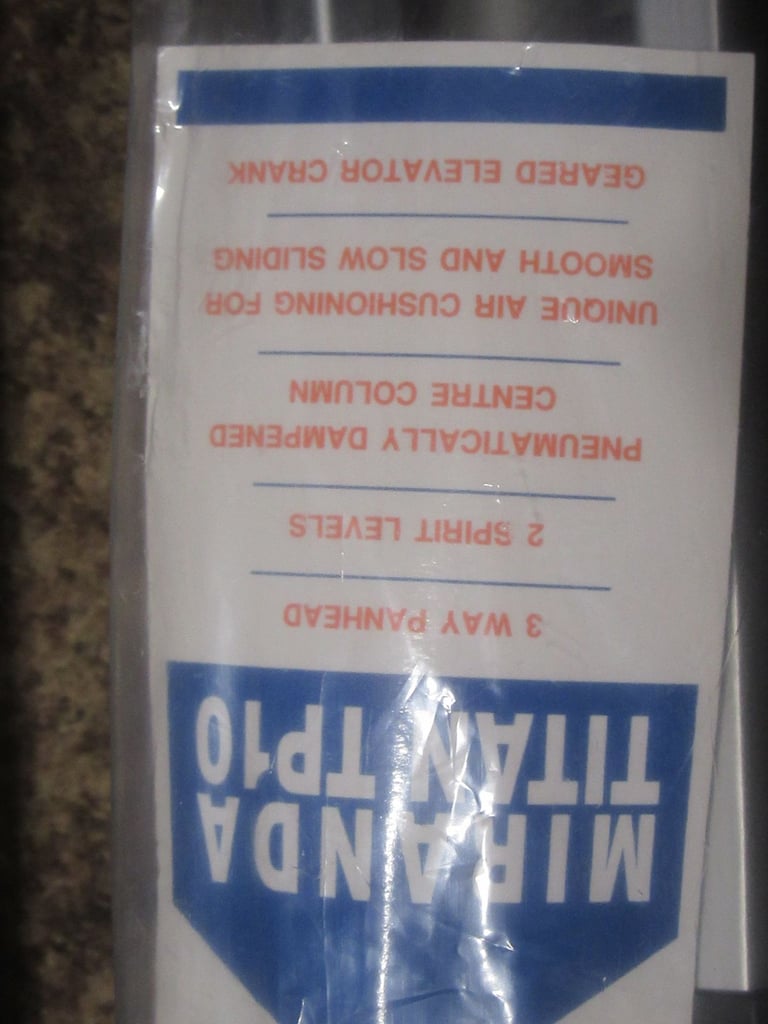 MIRANDA
TITAN TP10
3 WAY PANHEAD
2 SPIRIT LEVELS
PNEUMATICALLY DAMPENED
CENTRE COLUMN
UNIQUE AIR CUSHIONING FOR
SMOOTH AND SLOW SLIDING
GEARED ELEVATOR CRANK